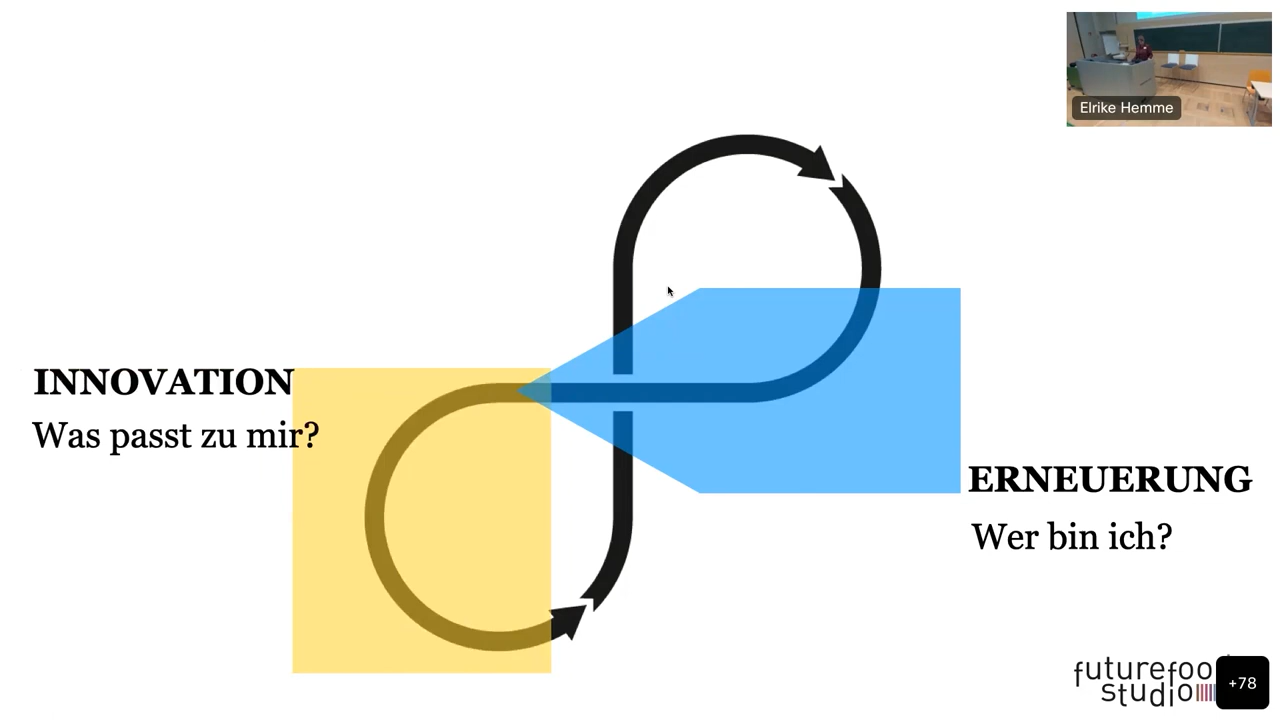 Elrike Hemme
INNOVATION
Was passt zu mir?
ERNEUERUNG
Wer bin ich?
futurefoo
studio
+78